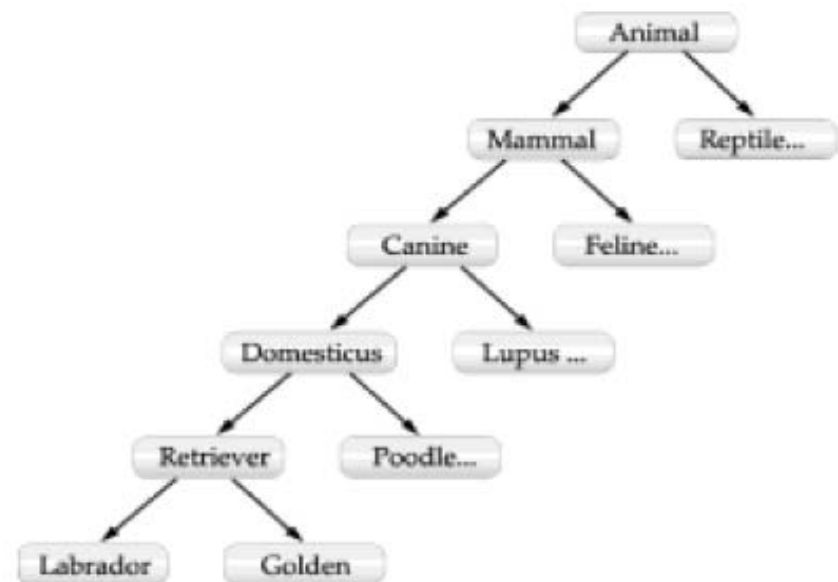 Animal
Mammal
Reptile...
Canine
Feline...
Domesticus
Lupus ...
Retriever
Poodle...
Labrador
Golden